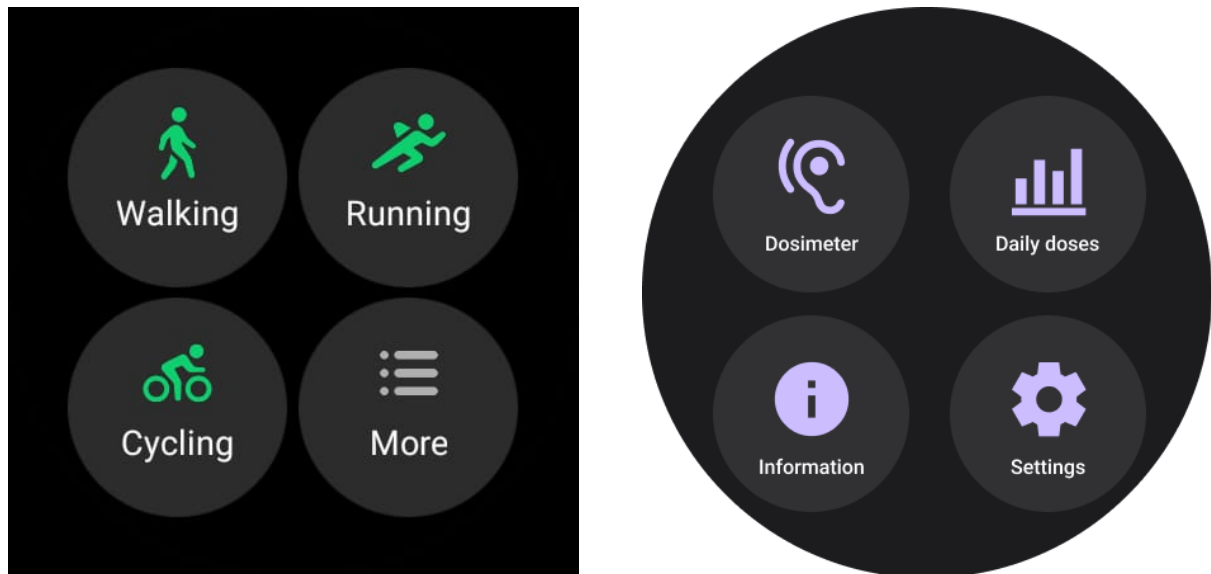 Walking
Running
Cycling
More
Dosimeter
Daily doses
Information
Settings